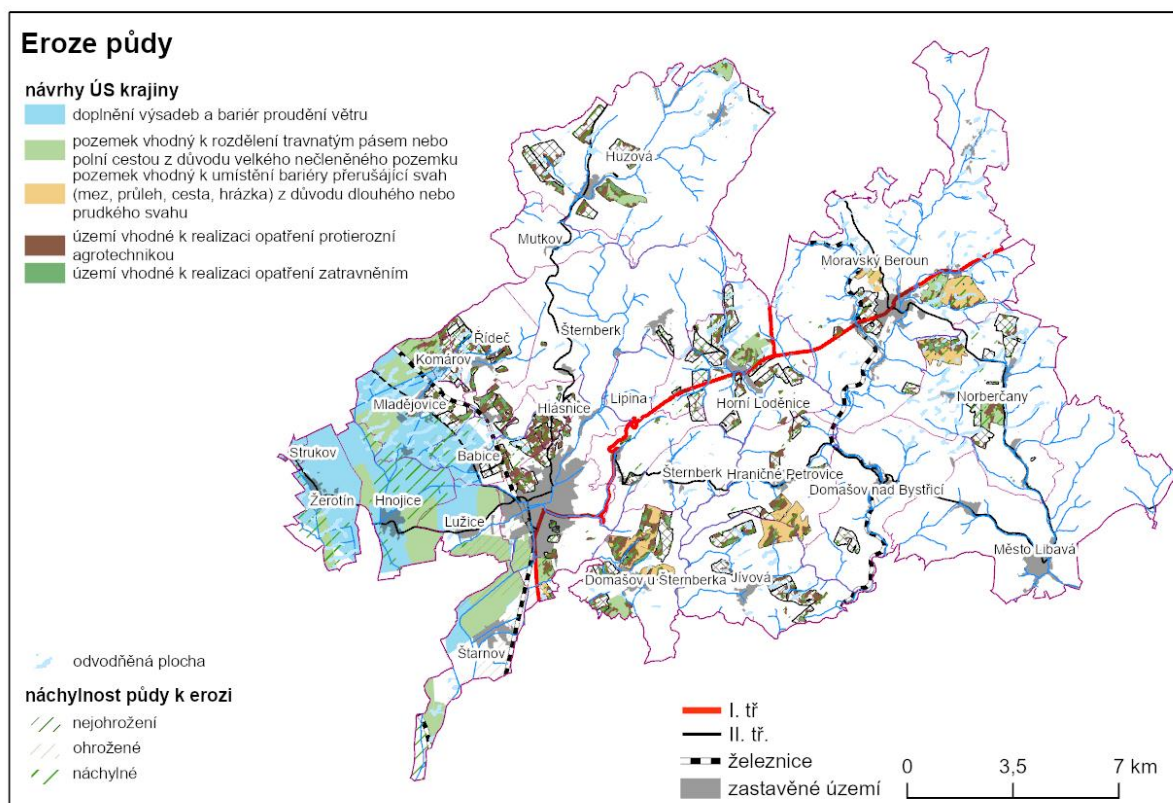 Eroze půdy
návrhy ÚS krajiny
doplnění výsadeb a bariér proudění větru
pozemek vhodný k rozdělení travnatým pásem nebo
polní cestou z důvodu velkého nečleněného pozemku
pozemek vhodný k umístění bariéry přerušající svah
(mez, průleh, cesta, hrázka) z důvodu dlouhého nebo
prudkého svahu
území vhodné k realizaci opatření protierozní
agrotechnikou
území vhodné k realizaci opatření zatravněním
Huzová
Mutkov
Moravský Beroun
Šternberk
Řídeč
Komárov
Mladějovice
Hlásnice
Lipina
Horní Loděnice
Norberčany
Strukov
Babice
Žerotín
Hnojice
Lužice
Šternberk
Hraničné Petrovice
Domašov nad Bystřicí
Město Libavá
Domašov u Šternberka
Jívová
Štarnov
odvodňěná plocha
náchylnost půdy k erozi
nejohrožení
ohrožené
náchylné
I. tř
II. tř.
železnice
zastavěné území
0 3,5 7 km